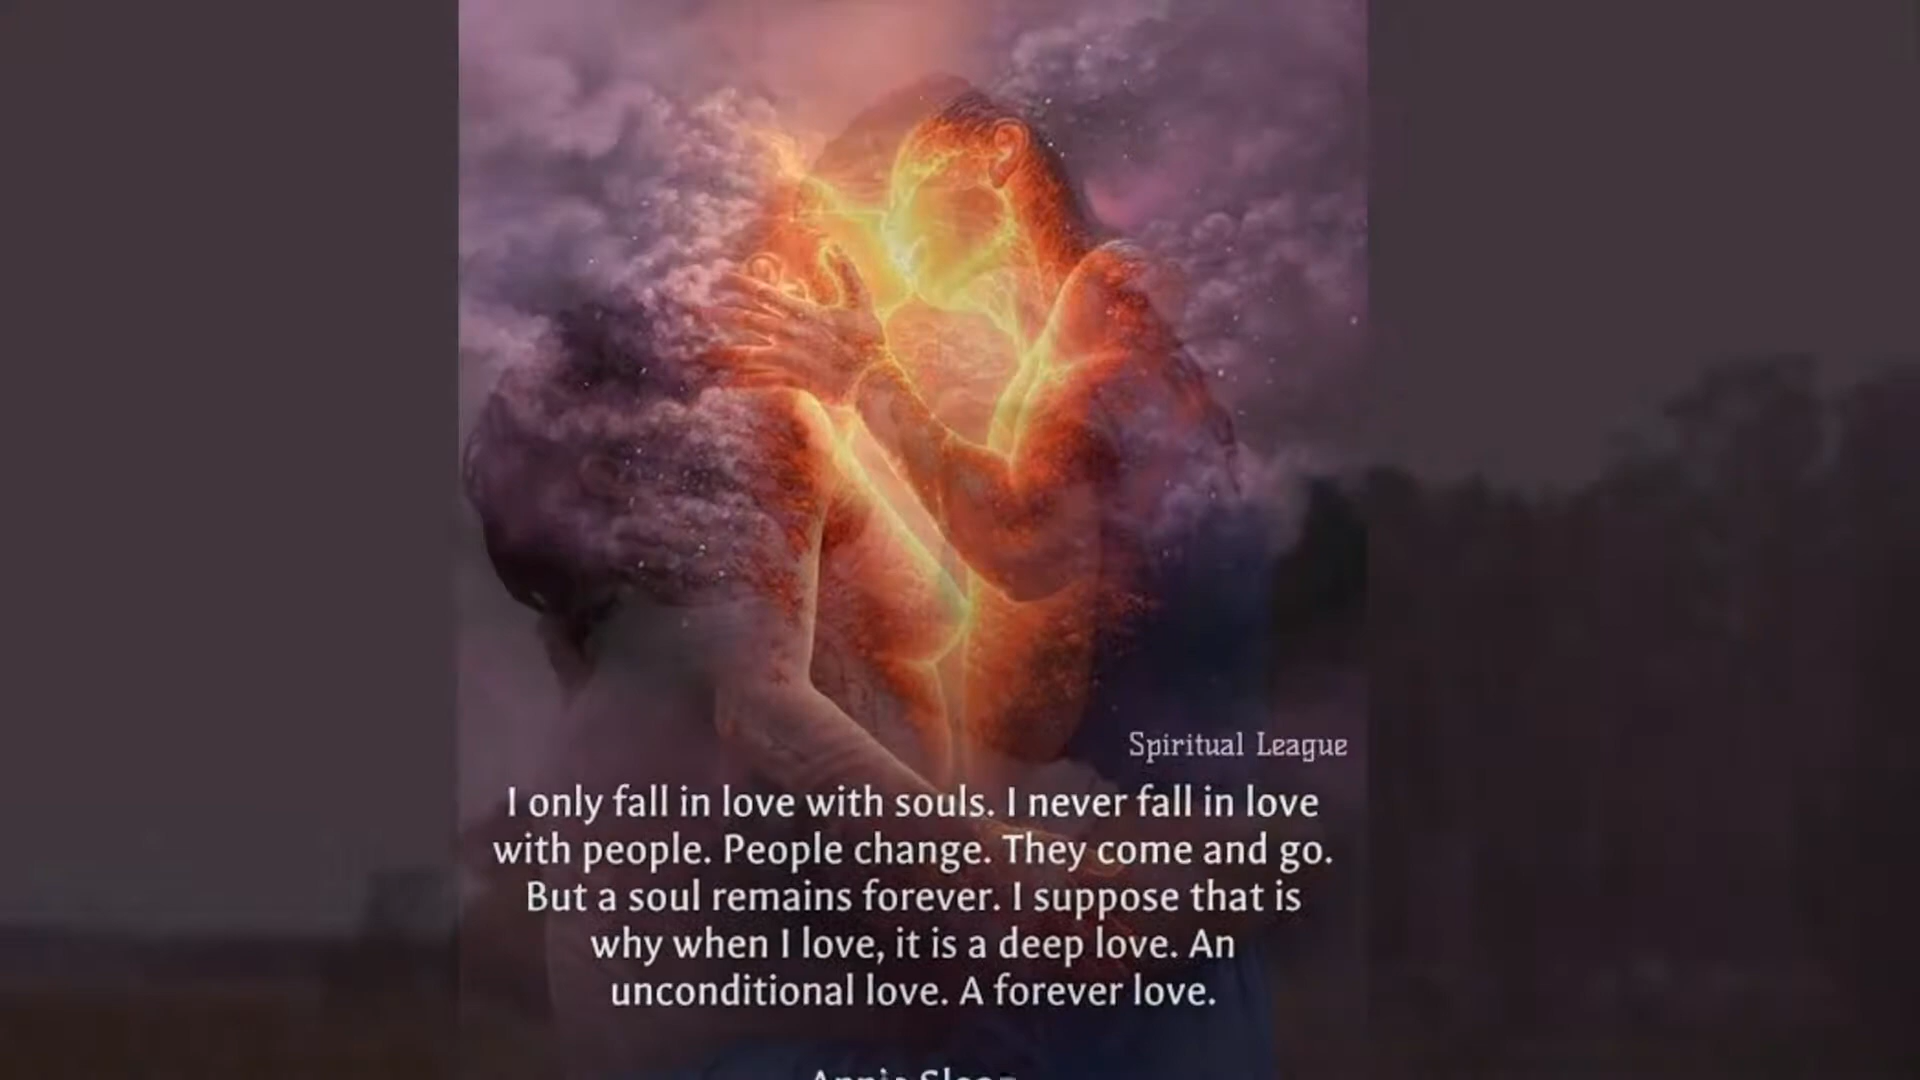 Spiritual League
I only fall in love with souls. I never fall in love
with people. People change. They come and go.
But a soul remains forever. I suppose that is
why when I love, it is a deep love. An
unconditional love. A forever love.